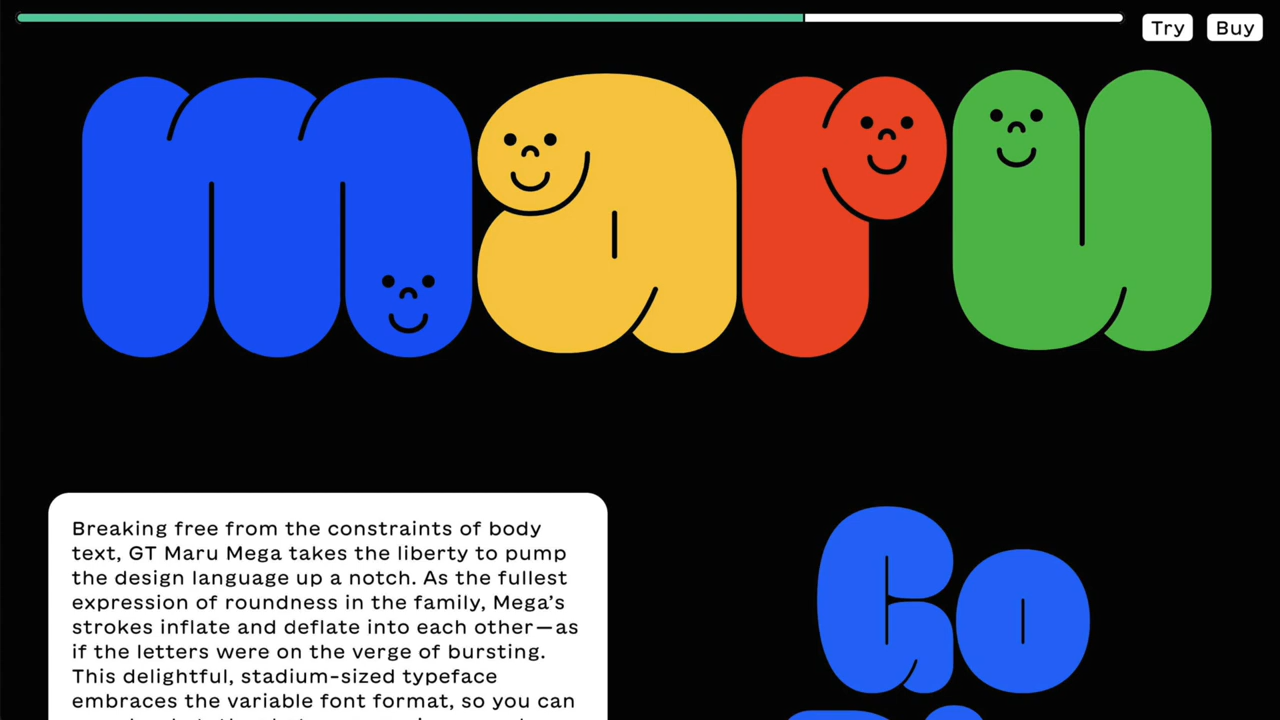 Try Buy
maru
Breaking free from the constraints of body
text, GT Maru Mega takes the liberty to pump
the design language up a notch. As the fullest
expression of roundness in the family, Mega’s
strokes inflate and deflate into each other—as
if the letters were on the verge of bursting.
This delightful, stadium-sized typeface
embraces the variable font format, so you can
Go